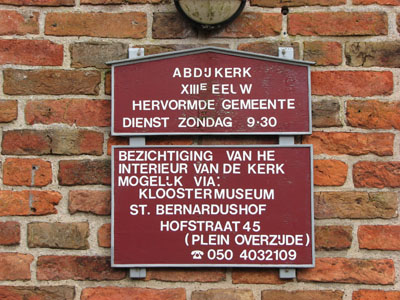 ABDIJKERK
XIIIE EEUW
HERVORMDE GEMEENTE
DIENST ZONDAG 9·30
BEZICHTIGING VAN HE
INTERIEUR VAN DE KERK
MOGELIJK VIA:
KLOOSTERMUSEUM
ST. BERNARDUSHOF
HOFSTRAAT 45
(PLEIN OVERZIJDE)
☎ 050 4032109